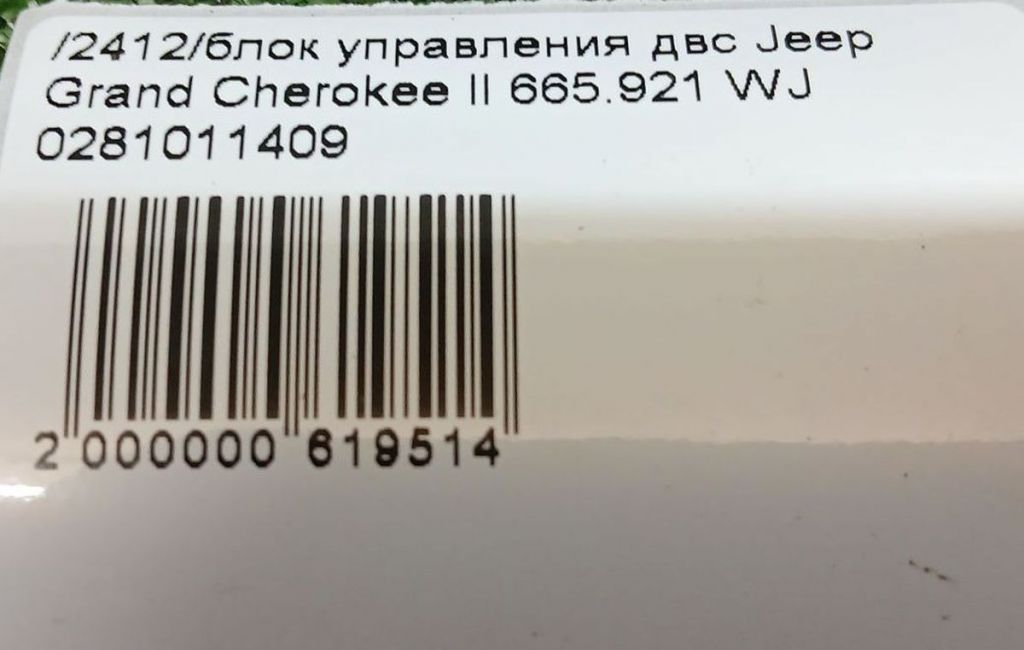 /2412/блок управления двс Jeep
Grand Cherokee II 665.921 WJ
0281011409
2 000000 619514